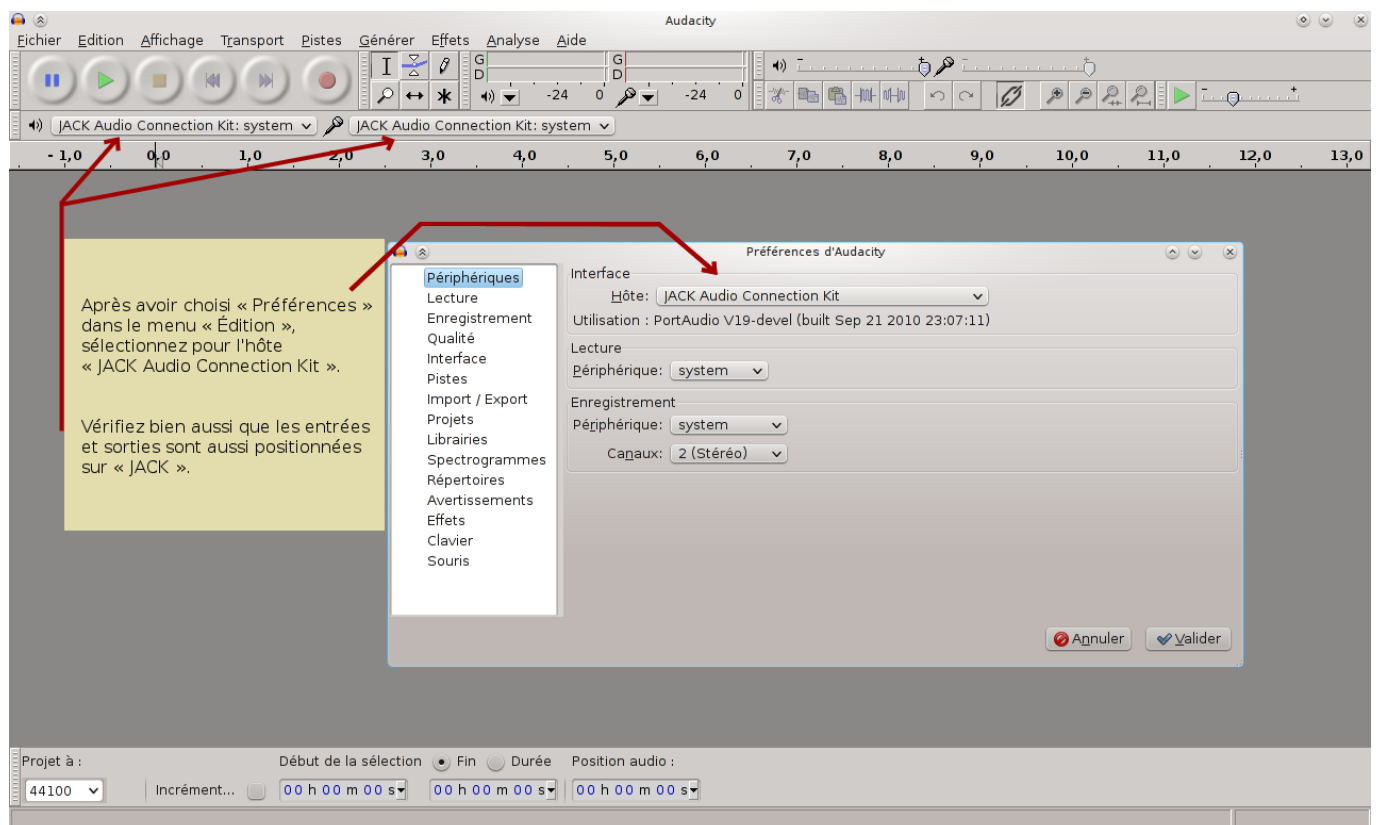 Audacity
Eichier Edition Affichage Transport Pistes Générer Effets Analyse Aide
G
D
-24 0
G
D
-24 0
JACK Audio Connection Kit: system
JACK Audio Connection Kit: system
- 1,0 0,0 1,0 2,0 3,0 4,0 5,0 6,0 7,0 8,0 9,0 10,0 11,0 12,0 13,0
Après avoir choisi « Préférences »
dans le menu « Édition »,
sélectionnez pour l'hôte
« JACK Audio Connection Kit ».
Vérifiez bien aussi que les entrées
et sorties sont aussi positionnées
sur « JACK ».
Préférences d'Audacity
Périphériques
Lecture
Enregistrement
Qualité
Interface
Pistes
Import / Export
Projets
Librairies
Spectrogrammes
Répertoires
Avertissements
Effets
Clavier
Souris
Interface
Hôte: JACK Audio Connection Kit
Utilisation : PortAudio V19-devel (built Sep 21 2010 23:07:11)
Lecture
Périphérique: system
Enregistrement
Périphérique: system
Canaux: 2 (Stéréo)
Annuler
Valider
Projet à :
Début de la sélection Fin Durée
Position audio :
44100
Incrément...
00 h 00 m 00 s
00 h 00 m 00 s
00 h 00 m 00 s